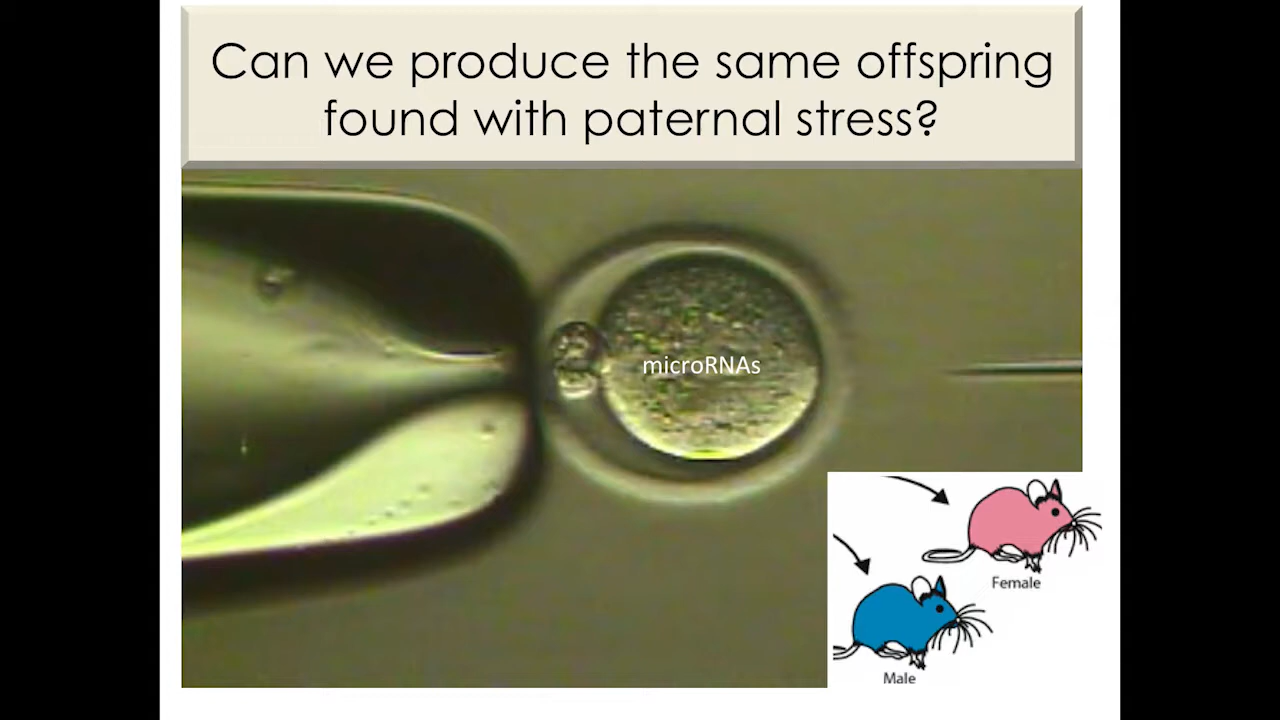 Can we produce the same offspring
found with paternal stress?
microRNAs
Female
Male